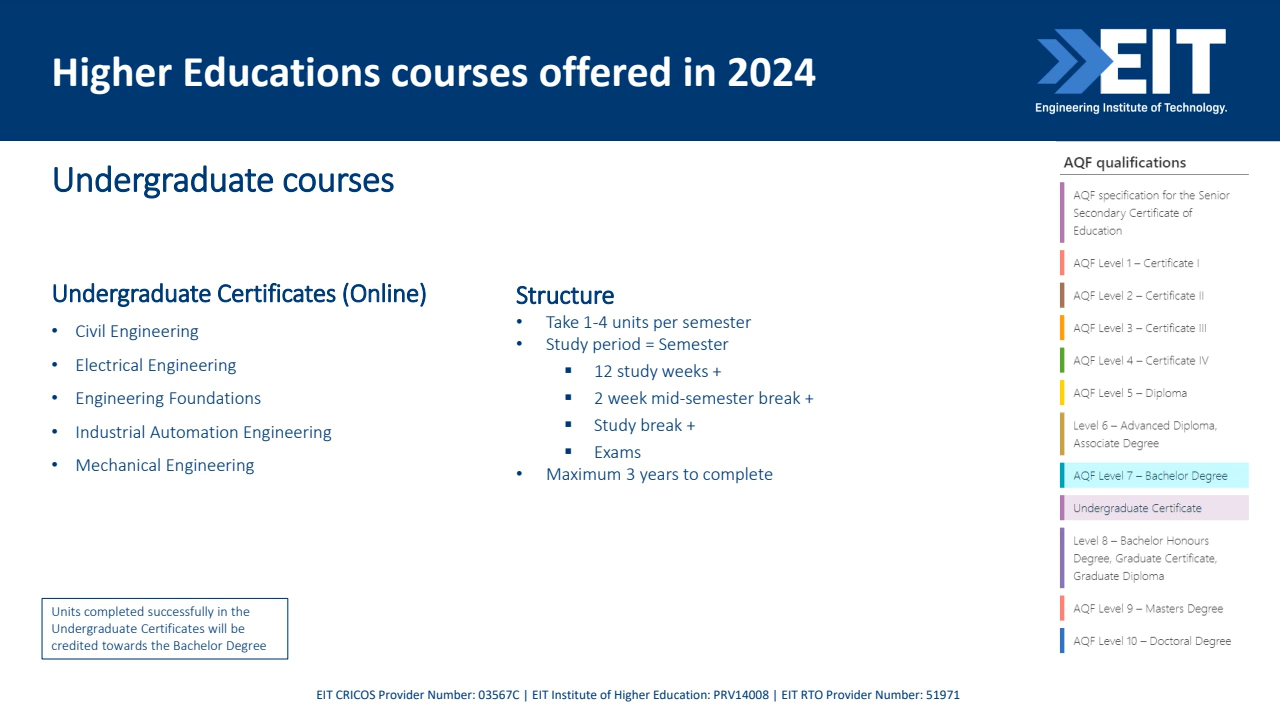 Higher Educations courses offered in 2024
EIT
Engineering Institute of Technology.
Undergraduate courses
Undergraduate Certificates (Online)
• Civil Engineering
• Electrical Engineering
• Engineering Foundations
• Industrial Automation Engineering
• Mechanical Engineering
Structure
• Take 1-4 units per semester
• Study period = Semester
▪ 12 study weeks +
▪ 2 week mid-semester break +
▪ Study break +
▪ Exams
• Maximum 3 years to complete
Units completed successfully in the
Undergraduate Certificates will be
credited towards the Bachelor Degree
AQF qualifications
AQF specification for the Senior
Secondary Certificate of
Education
AQF Level 1 – Certificate I
AQF Level 2 – Certificate II
AQF Level 3 – Certificate III
AQF Level 4 – Certificate IV
AQF Level 5 – Diploma
Level 6 – Advanced Diploma,
Associate Degree
AQF Level 7 – Bachelor Degree
Undergraduate Certificate
Level 8 – Bachelor Honours
Degree, Graduate Certificate,
Graduate Diploma
AQF Level 9 – Masters Degree
AQF Level 10 – Doctoral Degree
EIT CRICOS Provider Number: 03567C | EIT Institute of Higher Education: PRV14008 | EIT RTO Provider Number: 51971